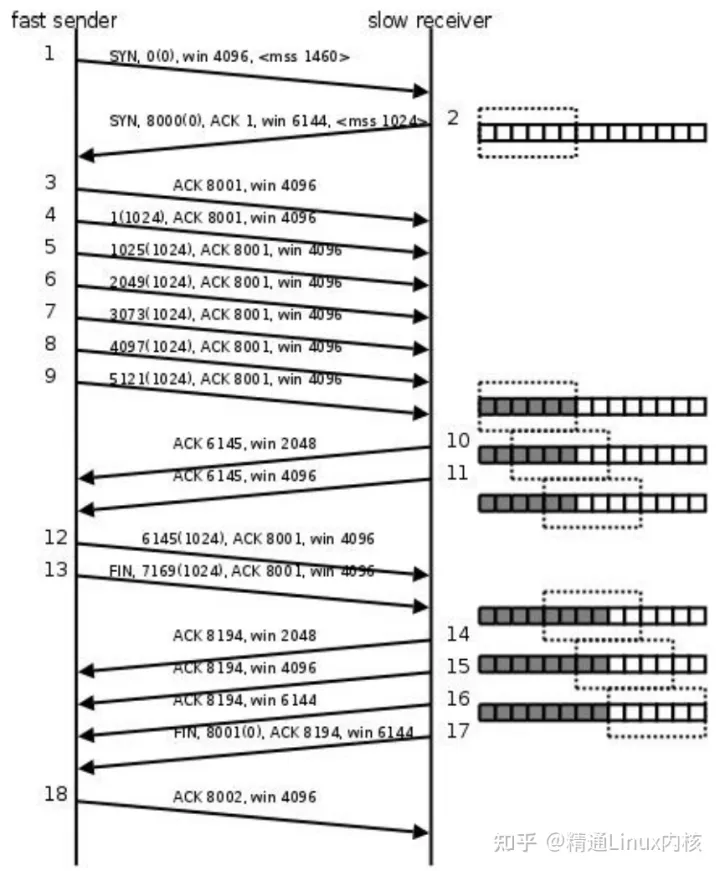 fast sender
slow receiver
1
SYN, 0(0), win 4096, <mss 1460>
SYN, 8000(0), ACK 1, win 6144, <mss 1024>
2
3
ACK 8001, win 4096
4
1(1024), ACK 8001, win 4096
5
1025(1024), ACK 8001, win 4096
6
2049(1024), ACK 8001, win 4096
7
3073(1024), ACK 8001, win 4096
8
4097(1024), ACK 8001, win 4096
9
5121(1024), ACK 8001, win 4096
ACK 6145, win 2048
10
ACK 6145, win 4096
11
12
6145(1024), ACK 8001, win 4096
13
FIN, 7169(1024), ACK 8001, win 4096
ACK 8194, win 2048
14
ACK 8194, win 4096
15
ACK 8194, win 6144
16
FIN, 8001(0), ACK 8194, win 6144
17
18
ACK 8002, win 4096
知乎 @精通Linux内核